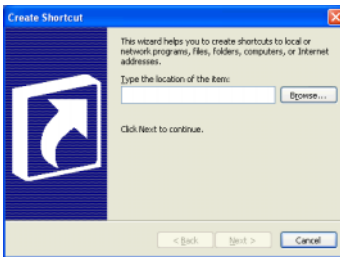 Create Shortcut
This wizard helps you to create shortcuts to local or
network programs, files, folders, computers, or Internet
addresses.
Type the location of the item:
Browse...
Click Next to continue.
< Back
Next >
Cancel